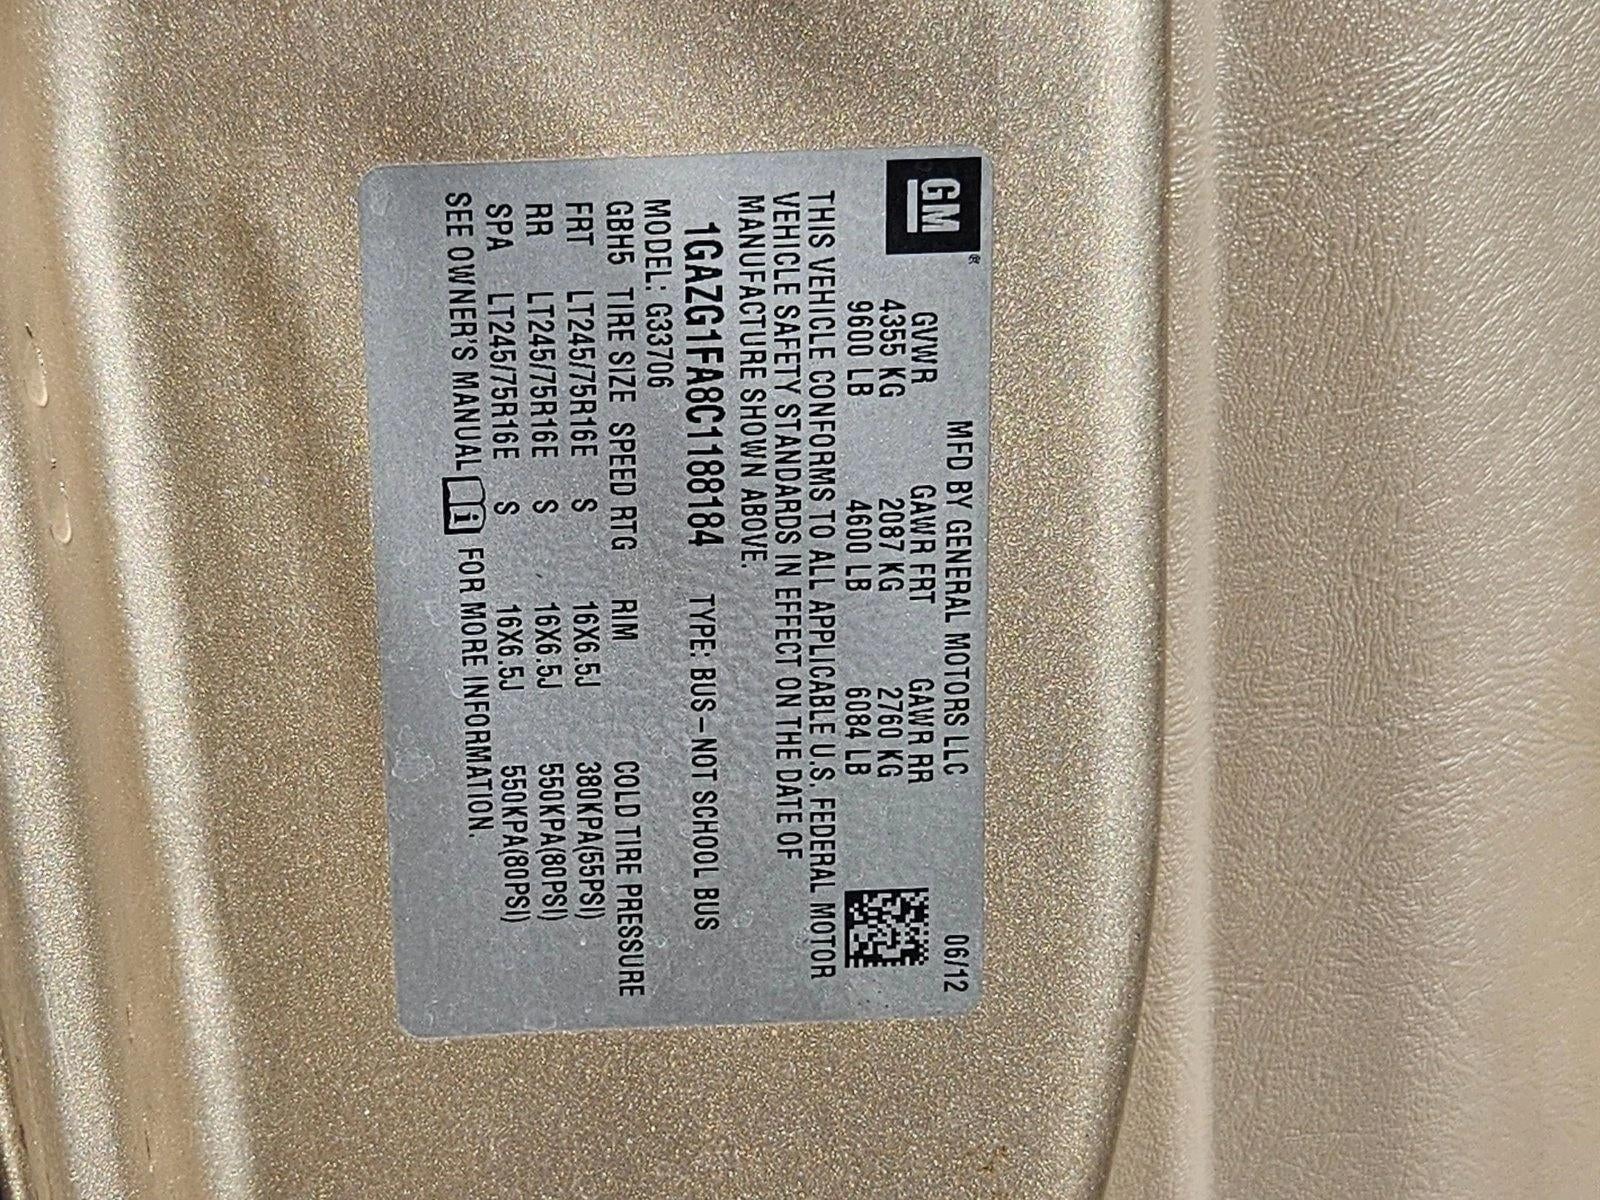 GM®
MFD BY GENERAL MOTORS LLC 06/12
GVWR GAWR FRT GAWR RR
4355 KG 2087 KG 2760 KG
9600 LB 4600 LB 6084 LB
THIS VEHICLE CONFORMS TO ALL APPLICABLE U.S. FEDERAL MOTOR
VEHICLE SAFETY STANDARDS IN EFFECT ON THE DATE OF
MANUFACTURE SHOWN ABOVE.
1GAZG1FA8C1188184 TYPE: BUS–NOT SCHOOL BUS
MODEL: G33706
GBH5 TIRE SIZE SPEED RTG RIM COLD TIRE PRESSURE
FRT LT245/75R16E S 16X6.5J 380KPA(55PSI)
RR LT245/75R16E S 16X6.5J 550KPA(80PSI)
SPA LT245/75R16E S 16X6.5J 550KPA(80PSI)
SEE OWNER'S MANUAL i FOR MORE INFORMATION.